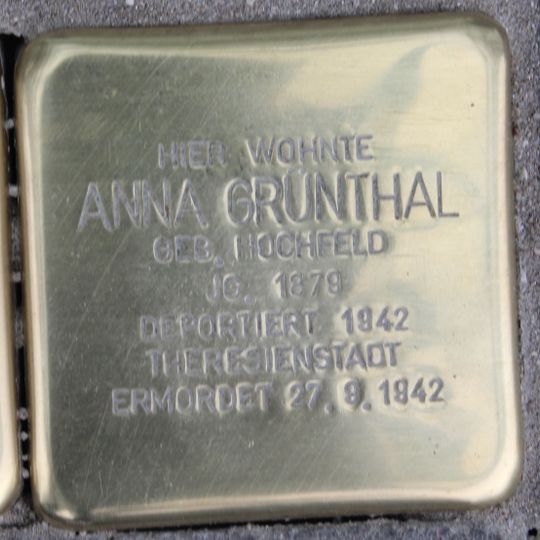 HIER WOHNTE
ANNA GRÜNTHAL
GEB. HOCHFELD
JG. 1879
DEPORTIERT 1942
THERESIENSTADT
ERMORDET 27.9.1942